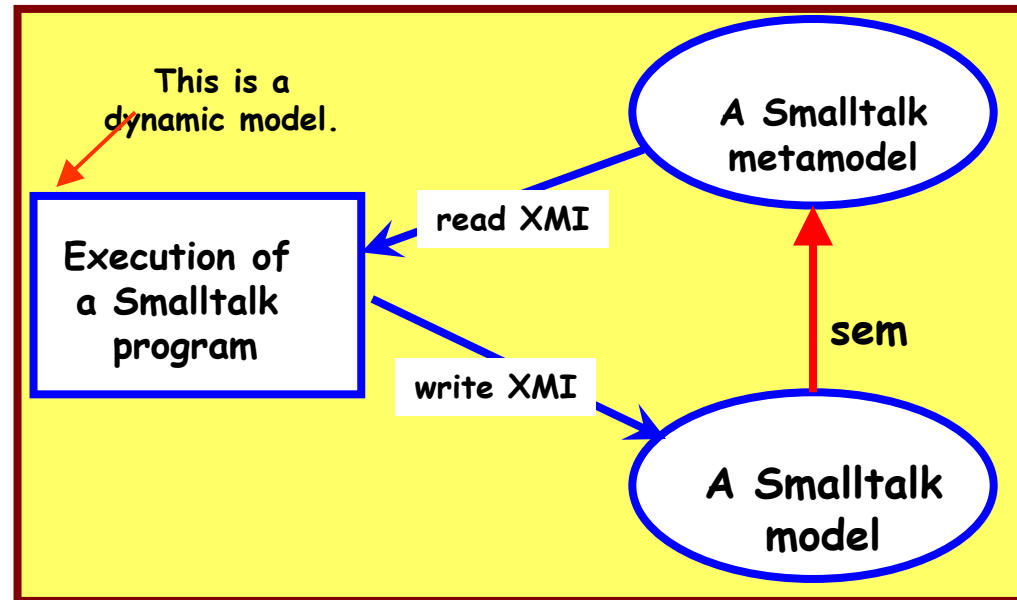 This is a
dynamic model.
A Smalltalk
metamodel
read XMI
Execution of
a Smalltalk
program
sem
write XMI
A Smalltalk
model